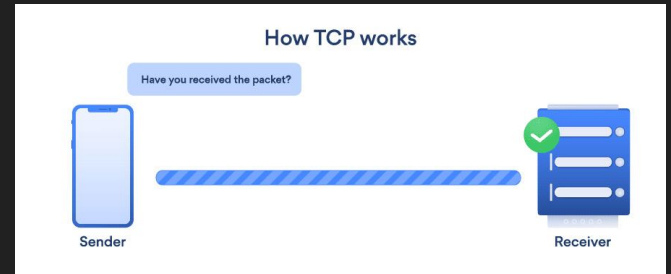 How TCP works
Have you received the packet?
Sender
Receiver